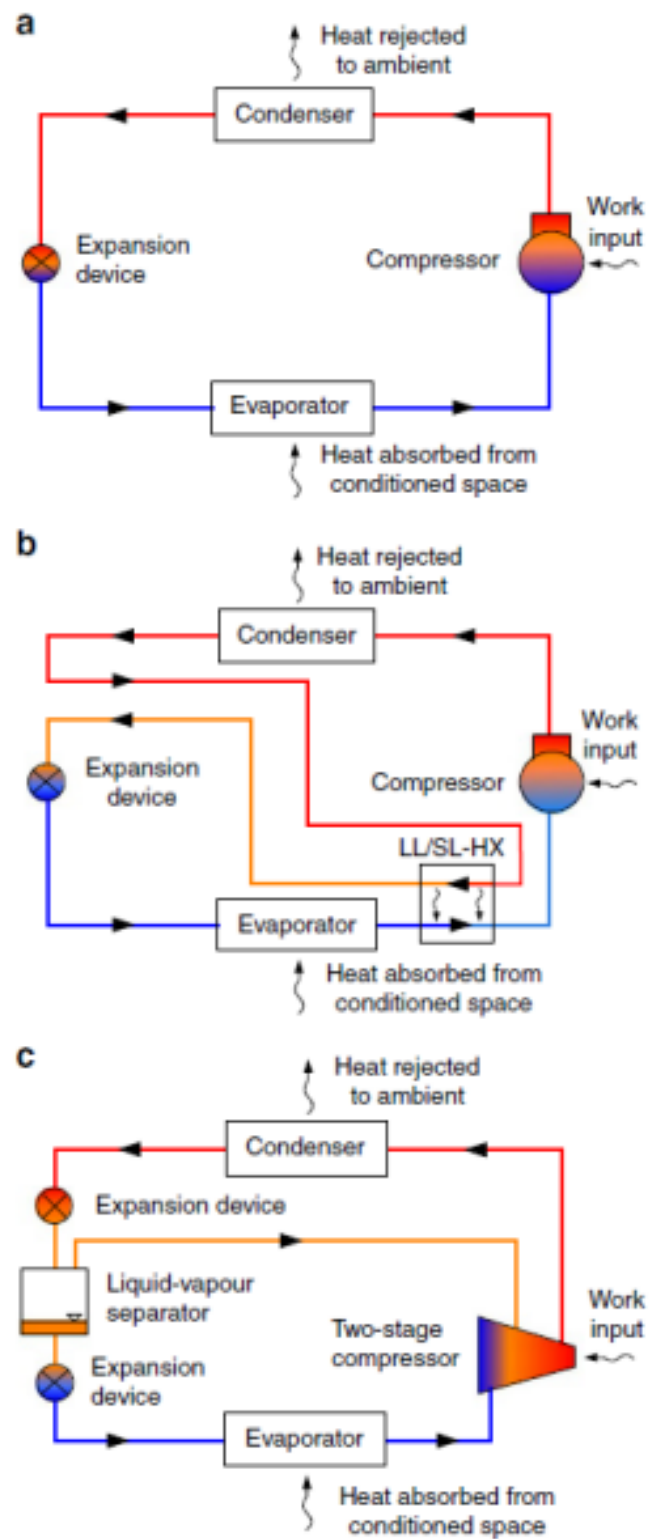 a
Heat rejected
to ambient
Condenser
Work
input
Expansion
device
Compressor
Evaporator
Heat absorbed from
conditioned space
b
Heat rejected
to ambient
Condenser
Work
input
Expansion
device
Compressor
LL/SL-HX
Evaporator
Heat absorbed from
conditioned space
c
Heat rejected
to ambient
Condenser
Expansion device
Liquid-vapour
separator
Work
input
Two-stage
compressor
Expansion
device
Evaporator
Heat absorbed from
conditioned space